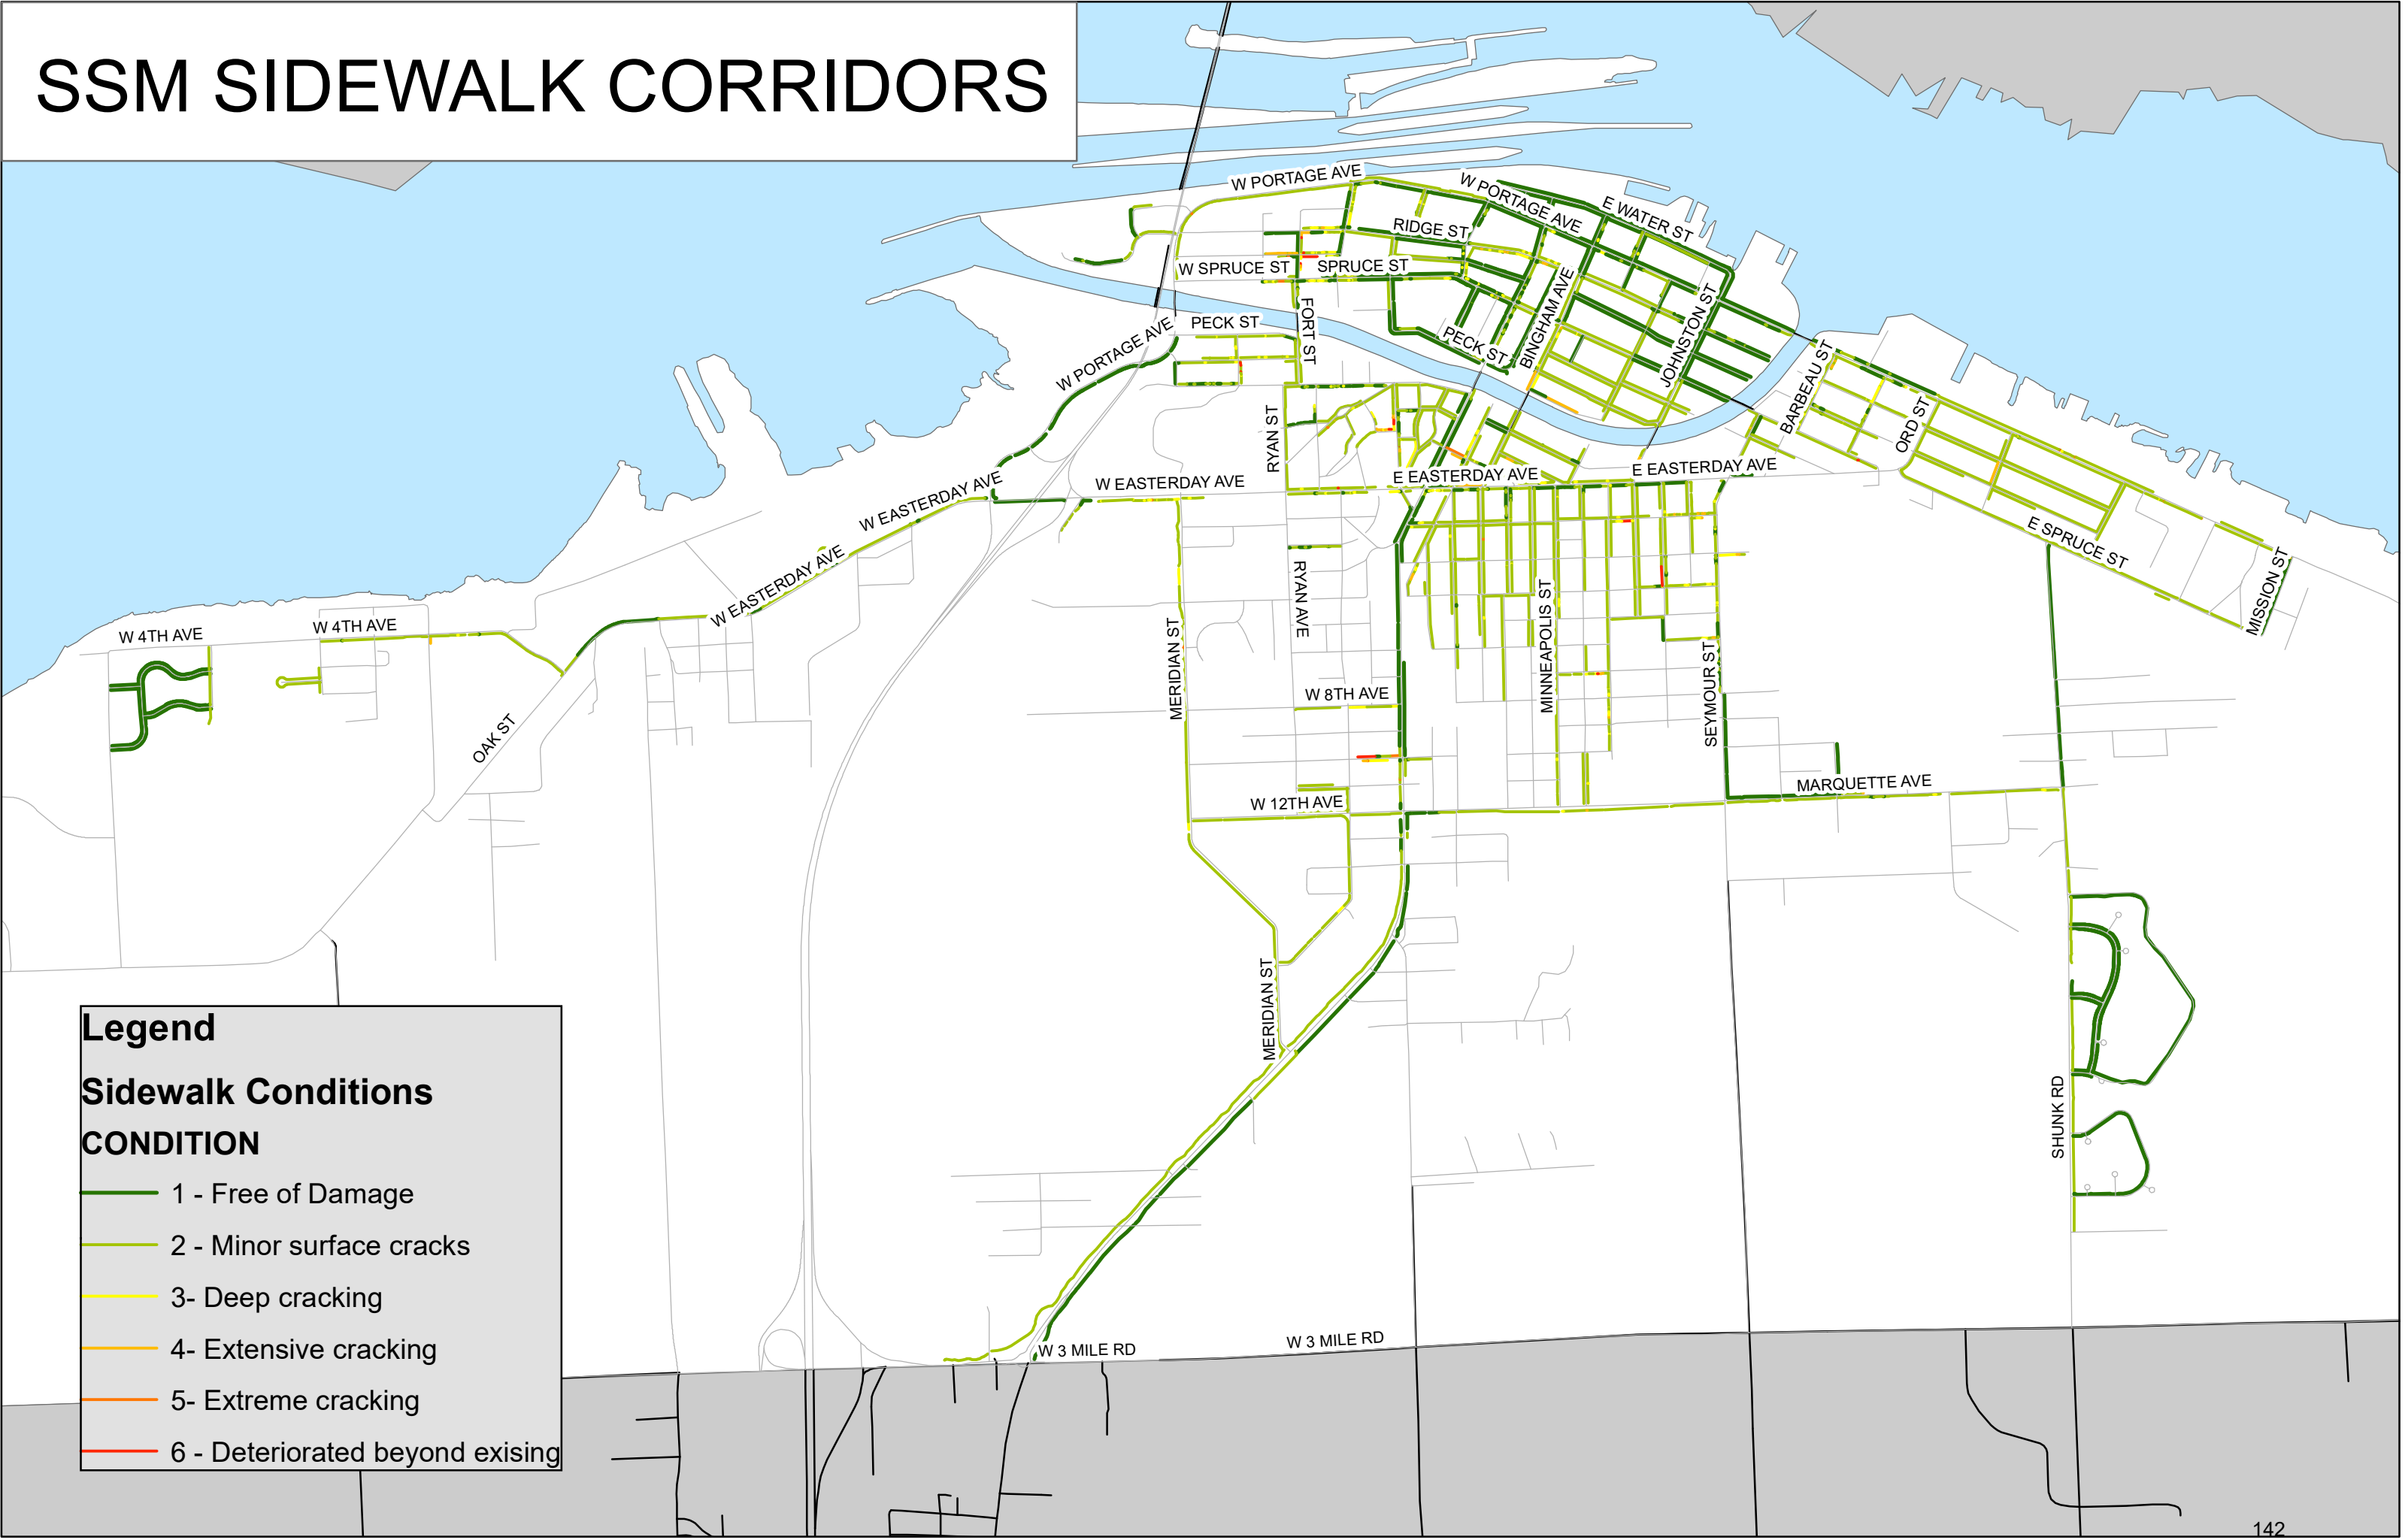 SSM SIDEWALK CORRIDORS
W PORTAGE AVE
W PORTAGE AVE
E WATER ST
RIDGE ST
W SPRUCE ST
SPRUCE ST
FORT ST
PECK ST
W PORTAGE AVE
PECK ST
BINGHAM AVE
JOHNSTON ST
BARBEAU ST
ORD ST
RYAN ST
W EASTERDAY AVE
W EASTERDAY AVE
E EASTERDAY AVE
E EASTERDAY AVE
W EASTERDAY AVE
E SPRUCE ST
MISSION ST
RYAN AVE
W 4TH AVE
W 4TH AVE
MERIDIAN ST
MINNEAPOLIS ST
SEYMOUR ST
W 8TH AVE
OAK ST
MARQUETTE AVE
W 12TH AVE
MERIDIAN ST
SHUNK RD
W 3 MILE RD
W 3 MILE RD
Legend
Sidewalk Conditions
CONDITION
1 - Free of Damage
2 - Minor surface cracks
3- Deep cracking
4- Extensive cracking
5- Extreme cracking
6 - Deteriorated beyond exising
142